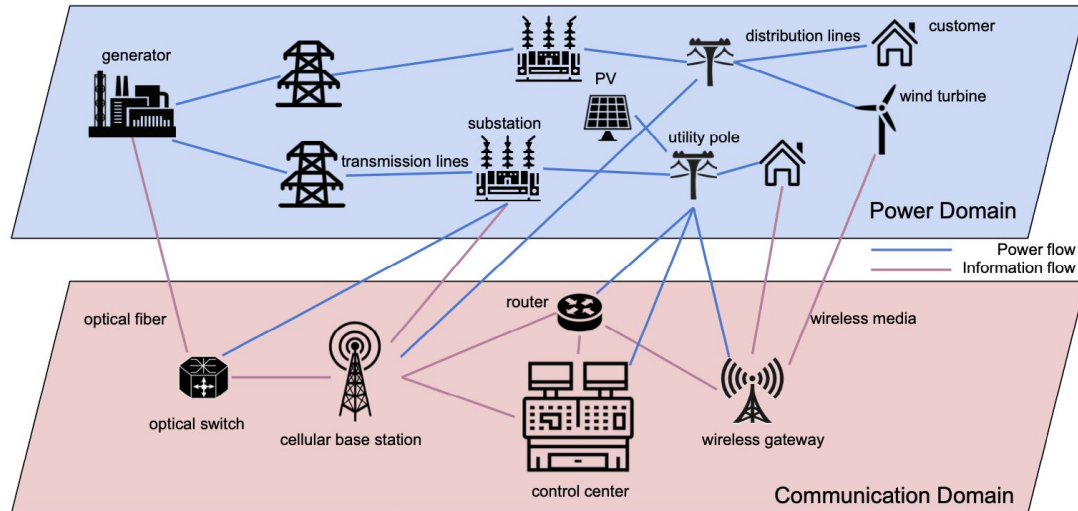 generator
distribution lines
customer
PV
wind turbine
substation
utility pole
transmission lines
Power Domain
Power flow
Information flow
optical fiber
router
wireless media
optical switch
cellular base station
wireless gateway
control center
Communication Domain